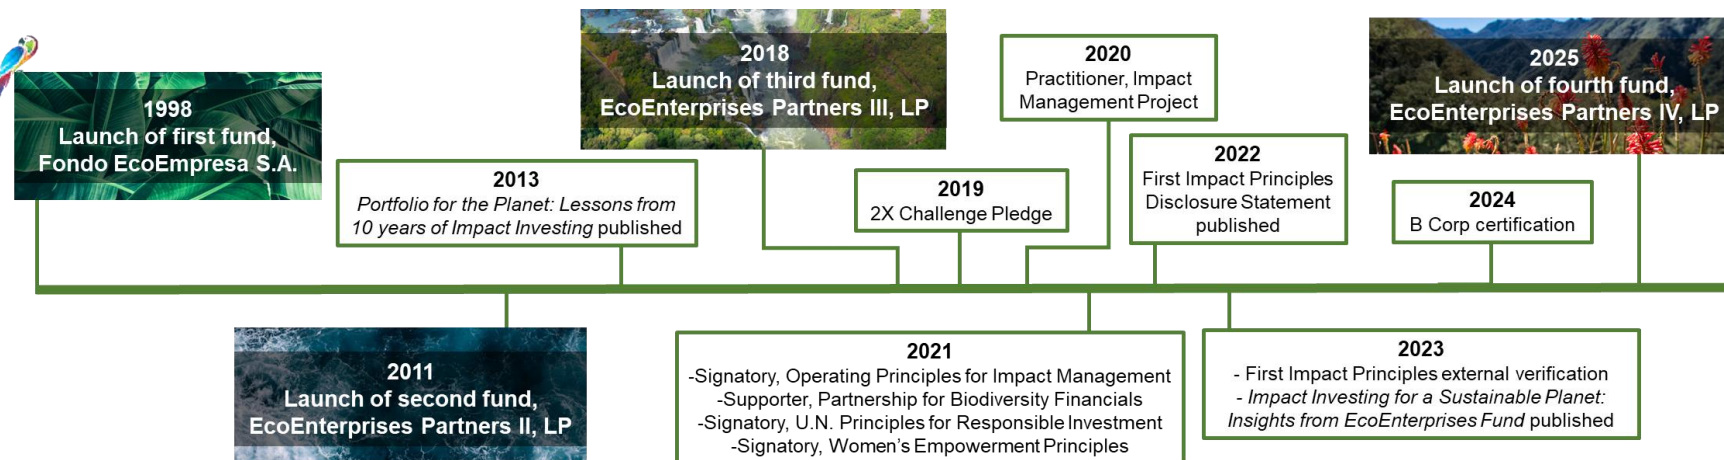 1998
Launch of first fund,
Fondo EcoEmpresa S.A.
2011
Launch of second fund,
EcoEnterprises Partners II, LP
2013
Portfolio for the Planet: Lessons from
10 years of Impact Investing published
2018
Launch of third fund,
EcoEnterprises Partners III, LP
2019
2X Challenge Pledge
2020
Practitioner, Impact
Management Project
2021
-Signatory, Operating Principles for Impact Management
-Supporter, Partnership for Biodiversity Financials
-Signatory, U.N. Principles for Responsible Investment
-Signatory, Women's Empowerment Principles
2022
First Impact Principles
Disclosure Statement
published
2023
- First Impact Principles external verification
- Impact Investing for a Sustainable Planet:
Insights from EcoEnterprises Fund published
2024
B Corp certification
2025
Launch of fourth fund,
EcoEnterprises Partners IV, LP